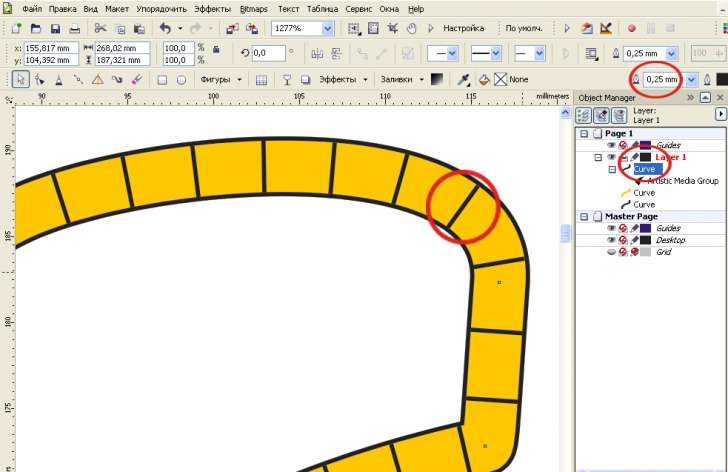 Файл Правка Вид Макет Упорядочить Эффекты Bitmaps Текст Таблица Сервис Окна Help
1277% Настройка По умолч.
x: 155,817 mm 268,02 mm 100,0 % 0,0 ° 0,25 mm 100
y: 104,392 mm 187,321 mm 100,0 %
Фигуры Эффекты Заливки None 0,25 mm
90 95 100 105 110 115 millimeters
Object Manager
Layer:
Layer 1
Page 1
Guides
Layer 1
Curve
Artistic Media Group
Curve
Curve
Master Page
Guides
Desktop
Grid
190
185
180
175